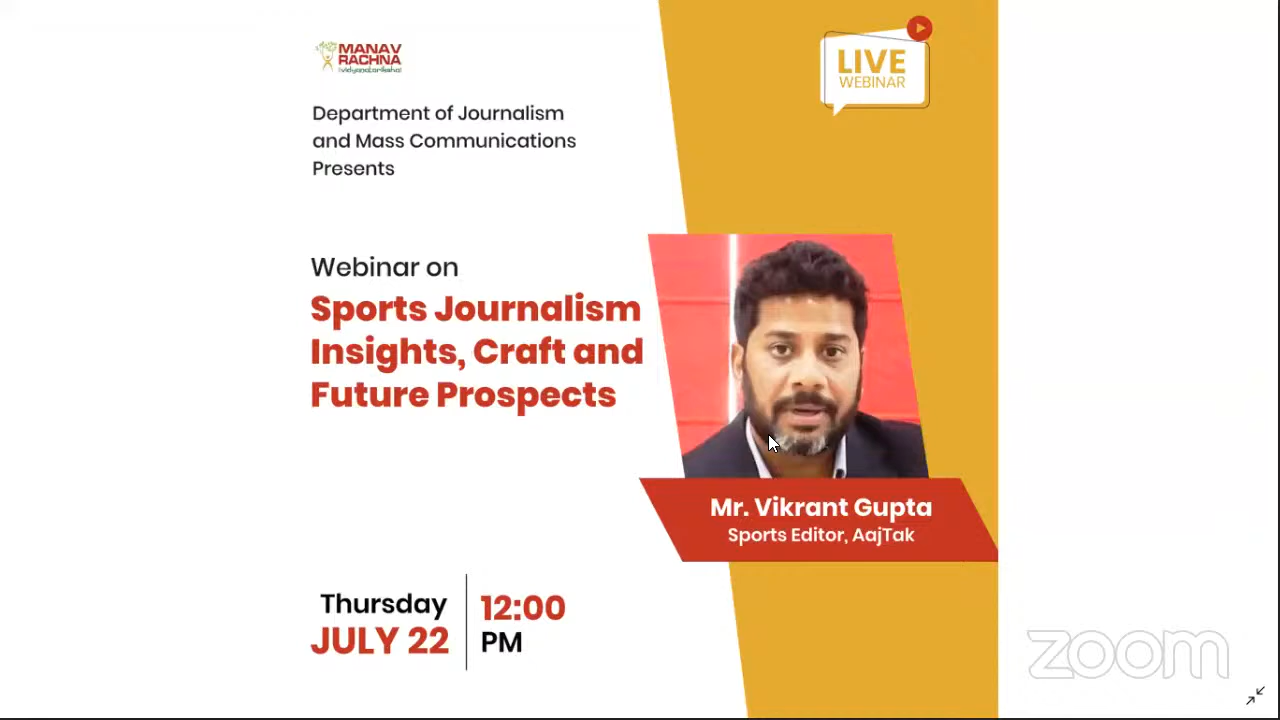 MANAV
RACHNA
vidyanatariksha
Department of Journalism
and Mass Communications
Presents
LIVE
WEBINAR
Webinar on
Sports Journalism
Insights, Craft and
Future Prospects
Mr. Vikrant Gupta
Sports Editor, AajTak
Thursday
JULY 22
12:00
PM
zoom